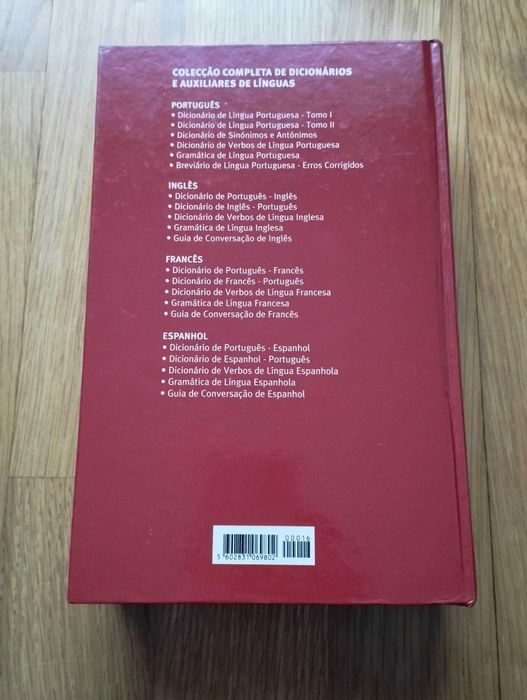 COLECÇÃO COMPLETA DE DICIONÁRIOS
E AUXILIARES DE LÍNGUAS
PORTUGUÊS
• Dicionário de Língua Portuguesa - Tomo I
• Dicionário de Língua Portuguesa - Tomo II
• Dicionário de Sinónimos e Antónimos
• Dicionário de Verbos de Língua Portuguesa
• Gramática de Língua Portuguesa
• Breviário de Língua Portuguesa - Erros Corrigidos
INGLÊS
• Dicionário de Português - Inglês
• Dicionário de Inglês - Português
• Dicionário de Verbos de Língua Inglesa
• Gramática de Língua Inglesa
• Guia de Conversação de Inglês
FRANCÊS
• Dicionário de Português - Francês
• Dicionário de Francês - Português
• Dicionário de Verbos de Língua Francesa
• Gramática de Língua Francesa
• Guia de Conversação de Francês
ESPANHOL
• Dicionário de Português - Espanhol
• Dicionário de Espanhol - Português
• Dicionário de Verbos de Língua Espanhola
• Gramática de Língua Espanhola
• Guia de Conversação de Espanhol
00016
5 602831 069802